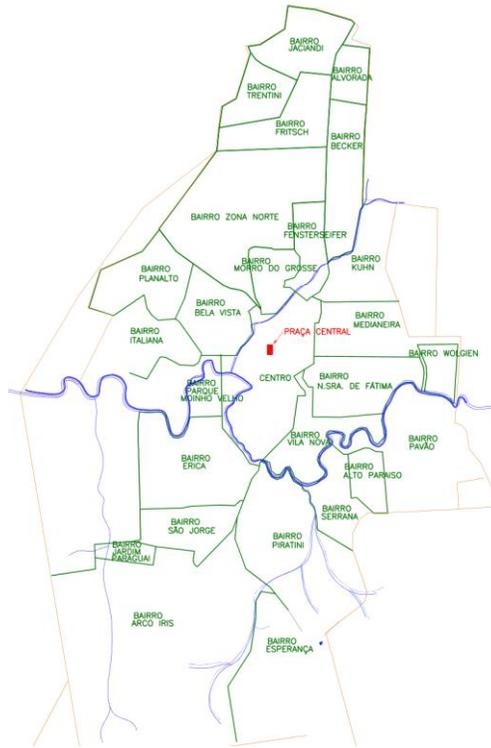 BAIRRO
JACIANDI
BAIRRO
ALVORADA
BAIRRO
TRENTINI
BAIRRO
FRITSCH
BAIRRO
BECKER
BAIRRO ZONA NORTE
BAIRRO
FENSTERSEIFER
BAIRRO
MORRO DO GROSSE
BAIRRO
KUHN
BAIRRO
PLANALTO
BAIRRO
BELA VISTA
BAIRRO
MEDIANEIRA
BAIRRO
ITALIANA
PRAÇA CENTRAL
BAIRRO WOLGIEN
CENTRO
BAIRRO
N.SRA. DE FÁTIMA
BAIRRO
PARQUE
MOINHO VELHO
BAIRRO
VILA NOVA
BAIRRO
PAVÃO
BAIRRO
ERICA
BAIRRO
ALTO PARAISO
BAIRRO
SERRANA
BAIRRO
SÃO JORGE
BAIRRO
PIRATINI
BAIRRO
JARDIM
PARAGUAI
BAIRRO
ARCO IRIS
BAIRRO
ESPERANÇA